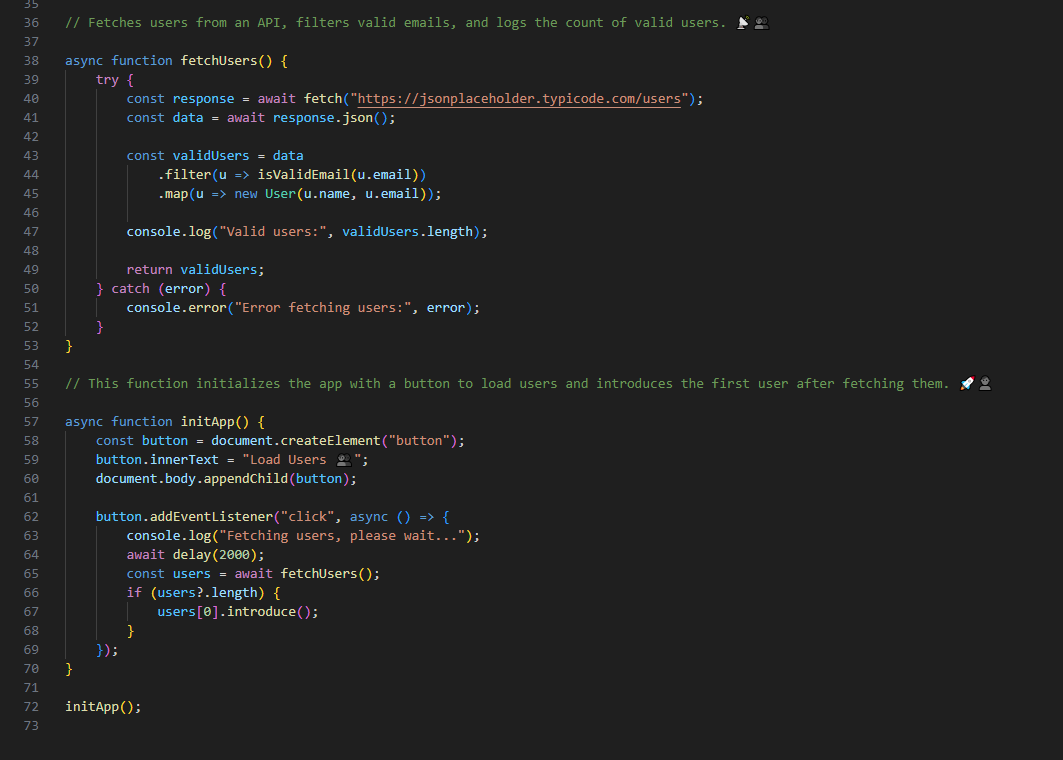 35
36 // Fetches users from an API, filters valid emails, and logs the count of valid users. 📡👥
37
38 async function fetchUsers() {
39     try {
40         const response = await fetch("https://jsonplaceholder.typicode.com/users");
41         const data = await response.json();
42
43         const validUsers = data
44             .filter(u => isValidEmail(u.email))
45             .map(u => new User(u.name, u.email));
46
47         console.log("Valid users:", validUsers.length);
48
49         return validUsers;
50     } catch (error) {
51         console.error("Error fetching users:", error);
52     }
53 }
54
55 // This function initializes the app with a button to load users and introduces the first user after fetching them. 🚀👤
56
57 async function initApp() {
58     const button = document.createElement("button");
59     button.innerText = "Load Users 👥";
60     document.body.appendChild(button);
61
62     button.addEventListener("click", async () => {
63         console.log("Fetching users, please wait...");
64         await delay(2000);
65         const users = await fetchUsers();
66         if (users?.length) {
67             users[0].introduce();
68         }
69     });
70 }
71
72 initApp();
73